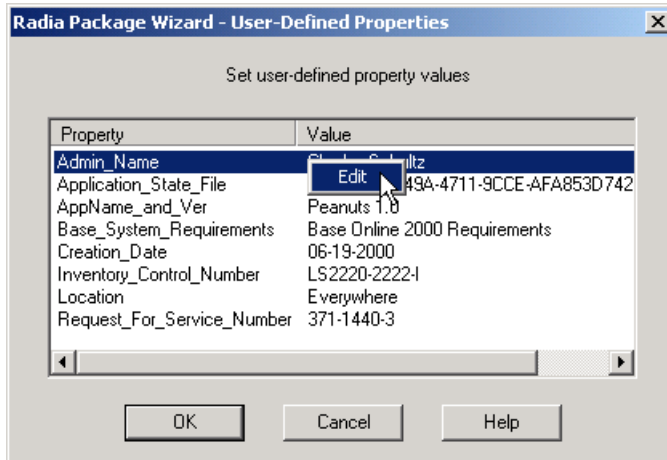 Radia Package Wizard - User-Defined Properties
Set user-defined property values
Property Value
Admin_Name
Edit
Application_State_File 49A-4711-9CCE-AFA853D742
AppName_and_Ver Peanuts 1.0
Base_System_Requirements Base Online 2000 Requirements
Creation_Date 06-19-2000
Inventory_Control_Number LS2220-2222-I
Location Everywhere
Request_For_Service_Number 371-1440-3
OK Cancel Help